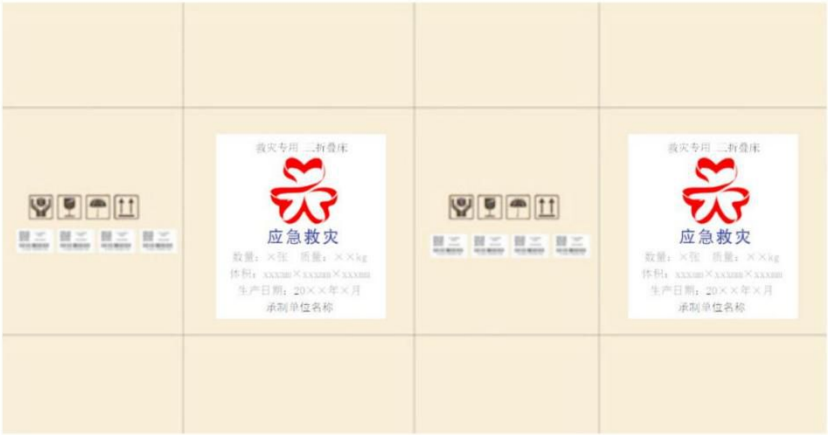 救灾专用 二折叠床
应急救灾
数量：×张 质量：××kg
体积：xxxmm×xxxmm×xxxmm
生产日期：20××年×月
承制单位名称
救灾专用 二折叠床
应急救灾
数量：×张 质量：××kg
体积：xxxmm×xxxmm×xxxmm
生产日期：20××年×月
承制单位名称